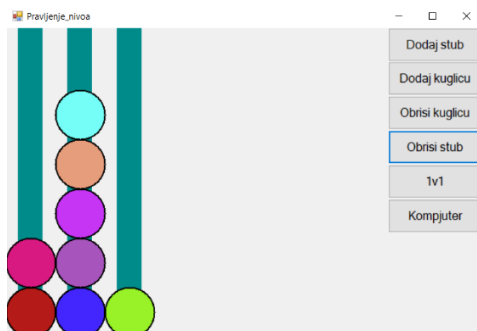 Pravljenje_nivoa
Dodaj stub
Dodaj kuglicu
Obrisi kuglicu
Obrisi stub
1v1
Kompjuter